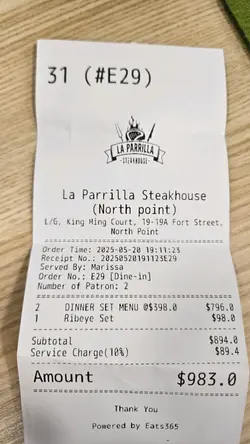 31 (#E29)
LA PARRILLA
STEAKHOUSE
La Parrilla Steakhouse
(North point)
L/G, King Ming Court, 19-19A Fort Street,
North Point
Order Time: 2025-05-20 19:11:23
Receipt No.: 20250520191123E29
Served By: Marissa
Order No.: E29 [Dine-in]
Number of Patron: 2
2 DINNER SET MENU @$398.0 $796.0
1 Ribeye Set $98.0
Subtotal $894.0
Service Charge(10%) $89.4
Amount $983.0
Thank You
Powered by Eats365